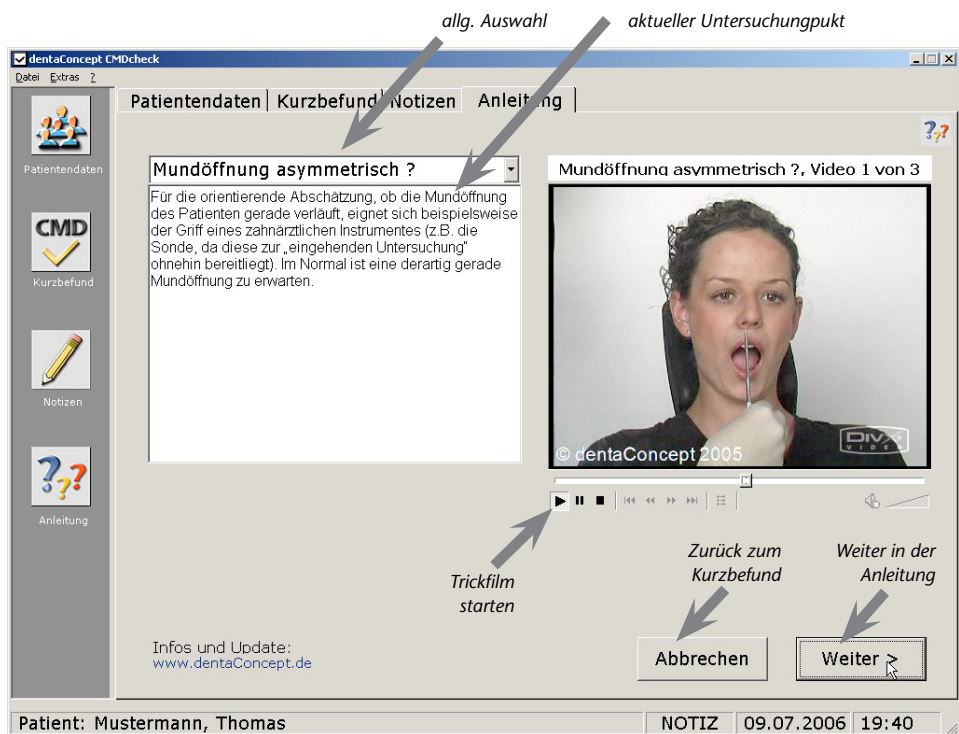 allg. Auswahl
aktueller Untersuchungpukt
dentaConcept CMDcheck
Datei Extras ?
Patientendaten
Kurzbefund
Notizen
Anleitung
???
Patientendaten
CMD
Kurzbefund
Notizen
???
Anleitung
Mundöffnung asymmetrisch ?
Für die orientierende Abschätzung, ob die Mundöffnung
des Patienten gerade verläuft, eignet sich beispielsweise
der Griff eines zahnärztlichen Instrumentes (z.B. die
Sonde, da diese zur „eingehenden Untersuchung"
ohnehin bereitliegt). Im Normal ist eine derartig gerade
Mundöffnung zu erwarten.
Mundöffnung asymmetrisch ?, Video 1 von 3
DIVX
VIDEO
© dentaConcept 2005
Trickfilm
starten
Zurück zum
Kurzbefund
Weiter in der
Anleitung
Infos und Update:
www.dentaConcept.de
Abbrechen
Weiter >
Patient: Mustermann, Thomas
NOTIZ
09.07.2006
19:40